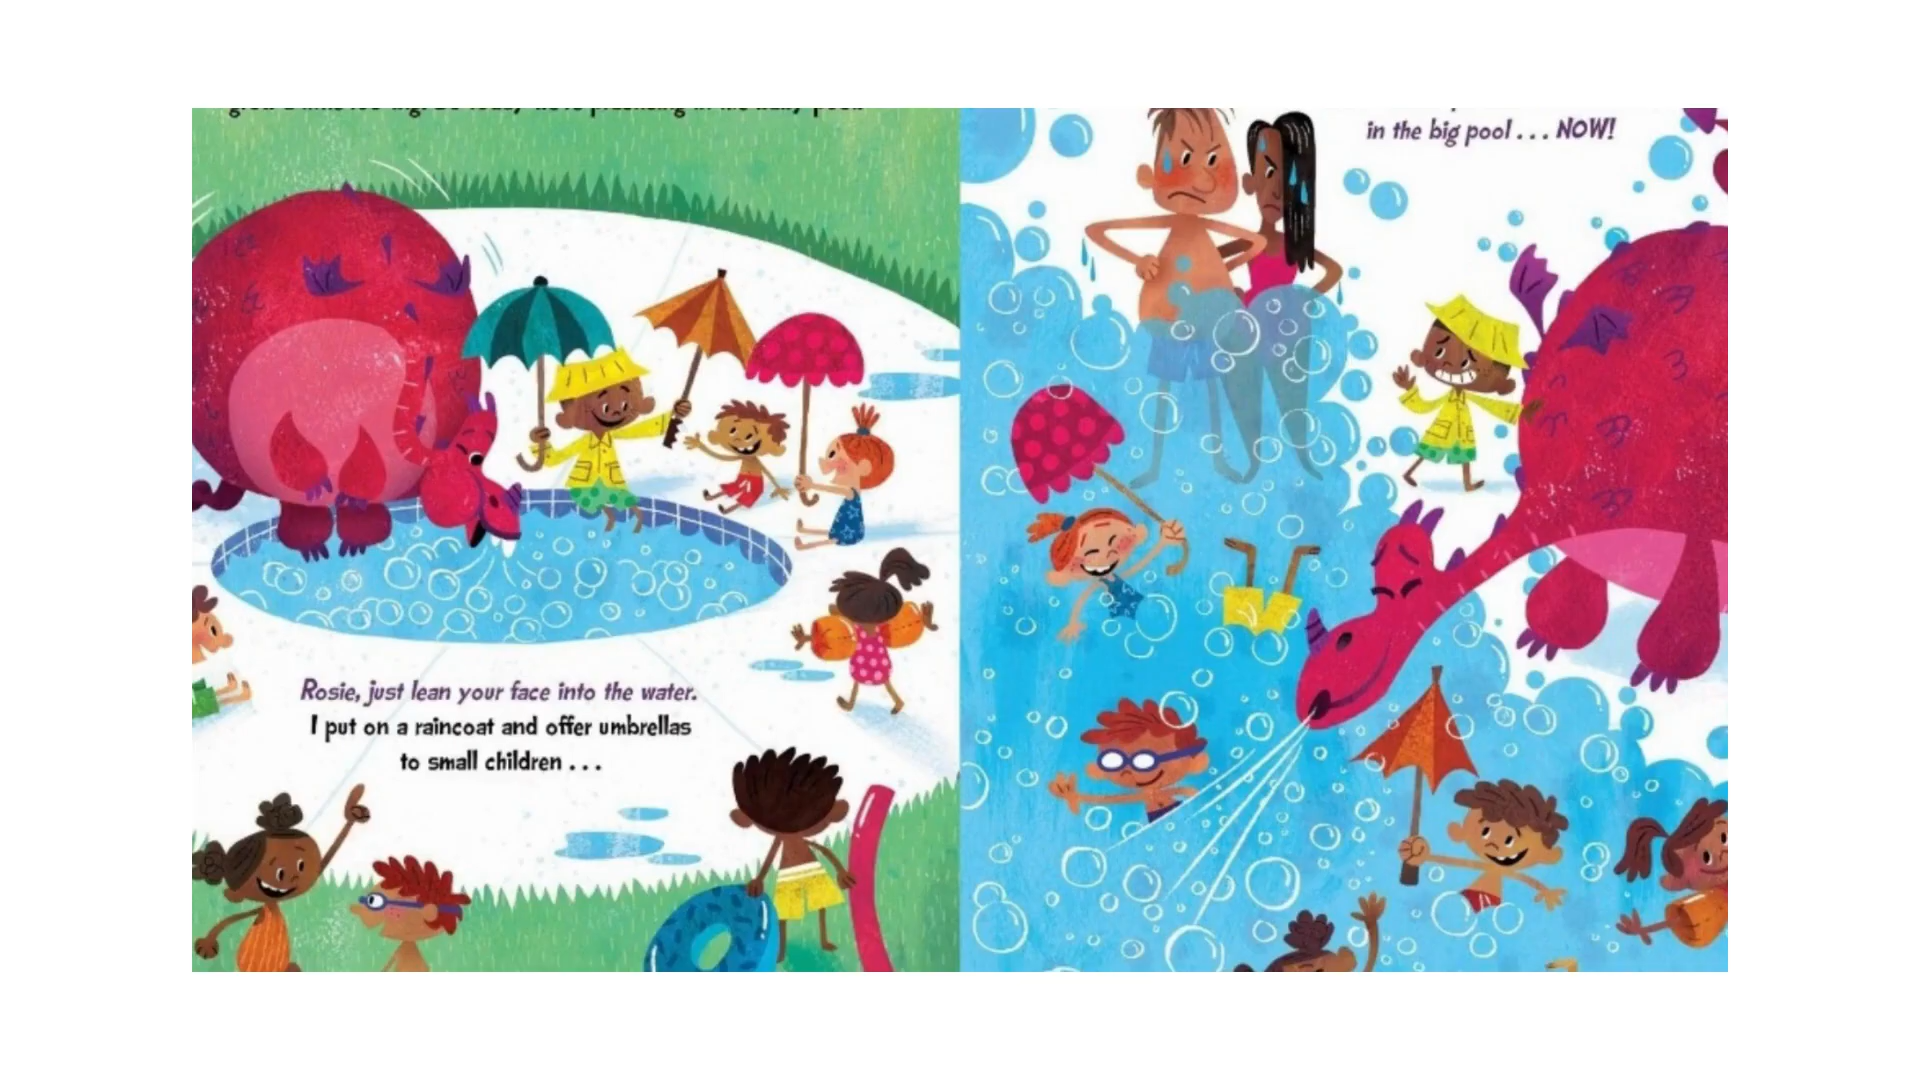 Rosie, just lean your face into the water.
I put on a raincoat and offer umbrellas
to small children . . .
in the big pool . . . NOW!